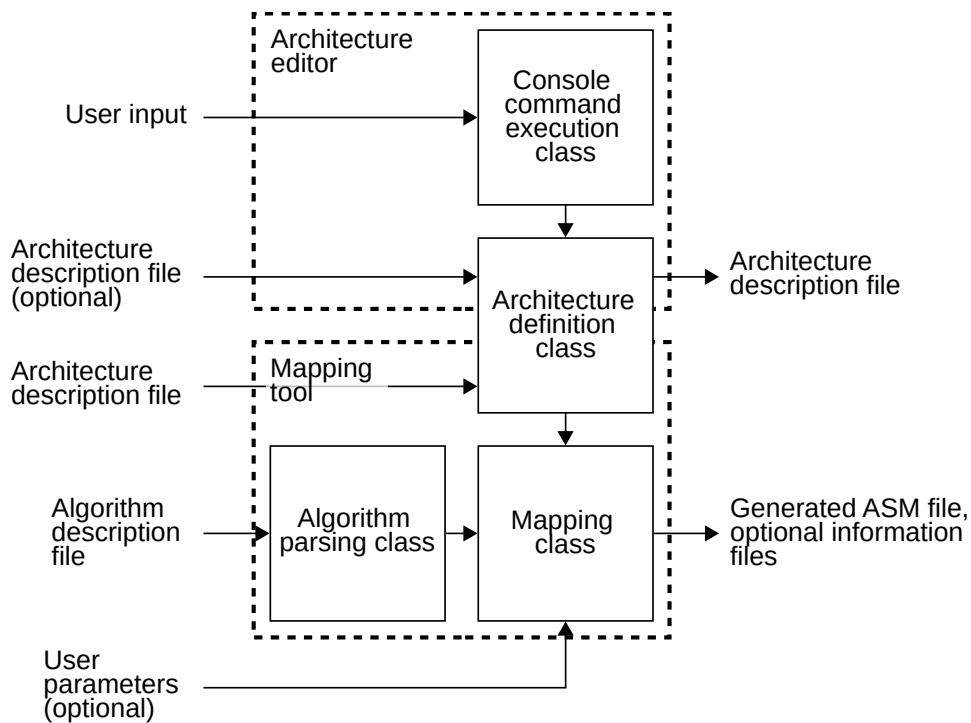 Architecture
editor
Console
command
execution
class
User input
Architecture
description file
(optional)
Architecture
definition
class
Architecture
description file
Mapping
tool
Architecture
description file
Algorithm
description
file
Algorithm
parsing class
Mapping
class
Generated ASM file,
optional information
files
User
parameters
(optional)